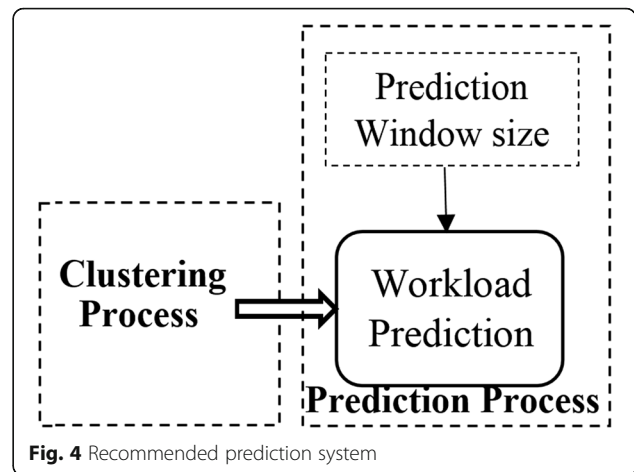 Prediction
Window size
Clustering
Process
Workload
Prediction
Prediction Process
Fig. 4 Recommended prediction system